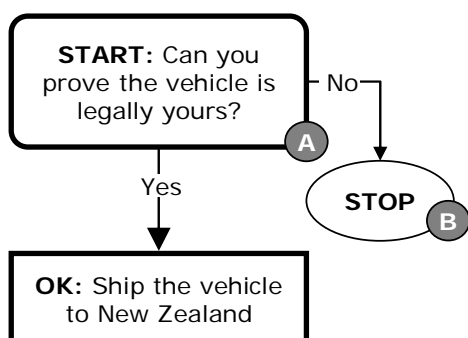 START: Can you
prove the vehicle is
legally yours?
No
A
Yes
STOP
B
OK: Ship the vehicle
to New Zealand